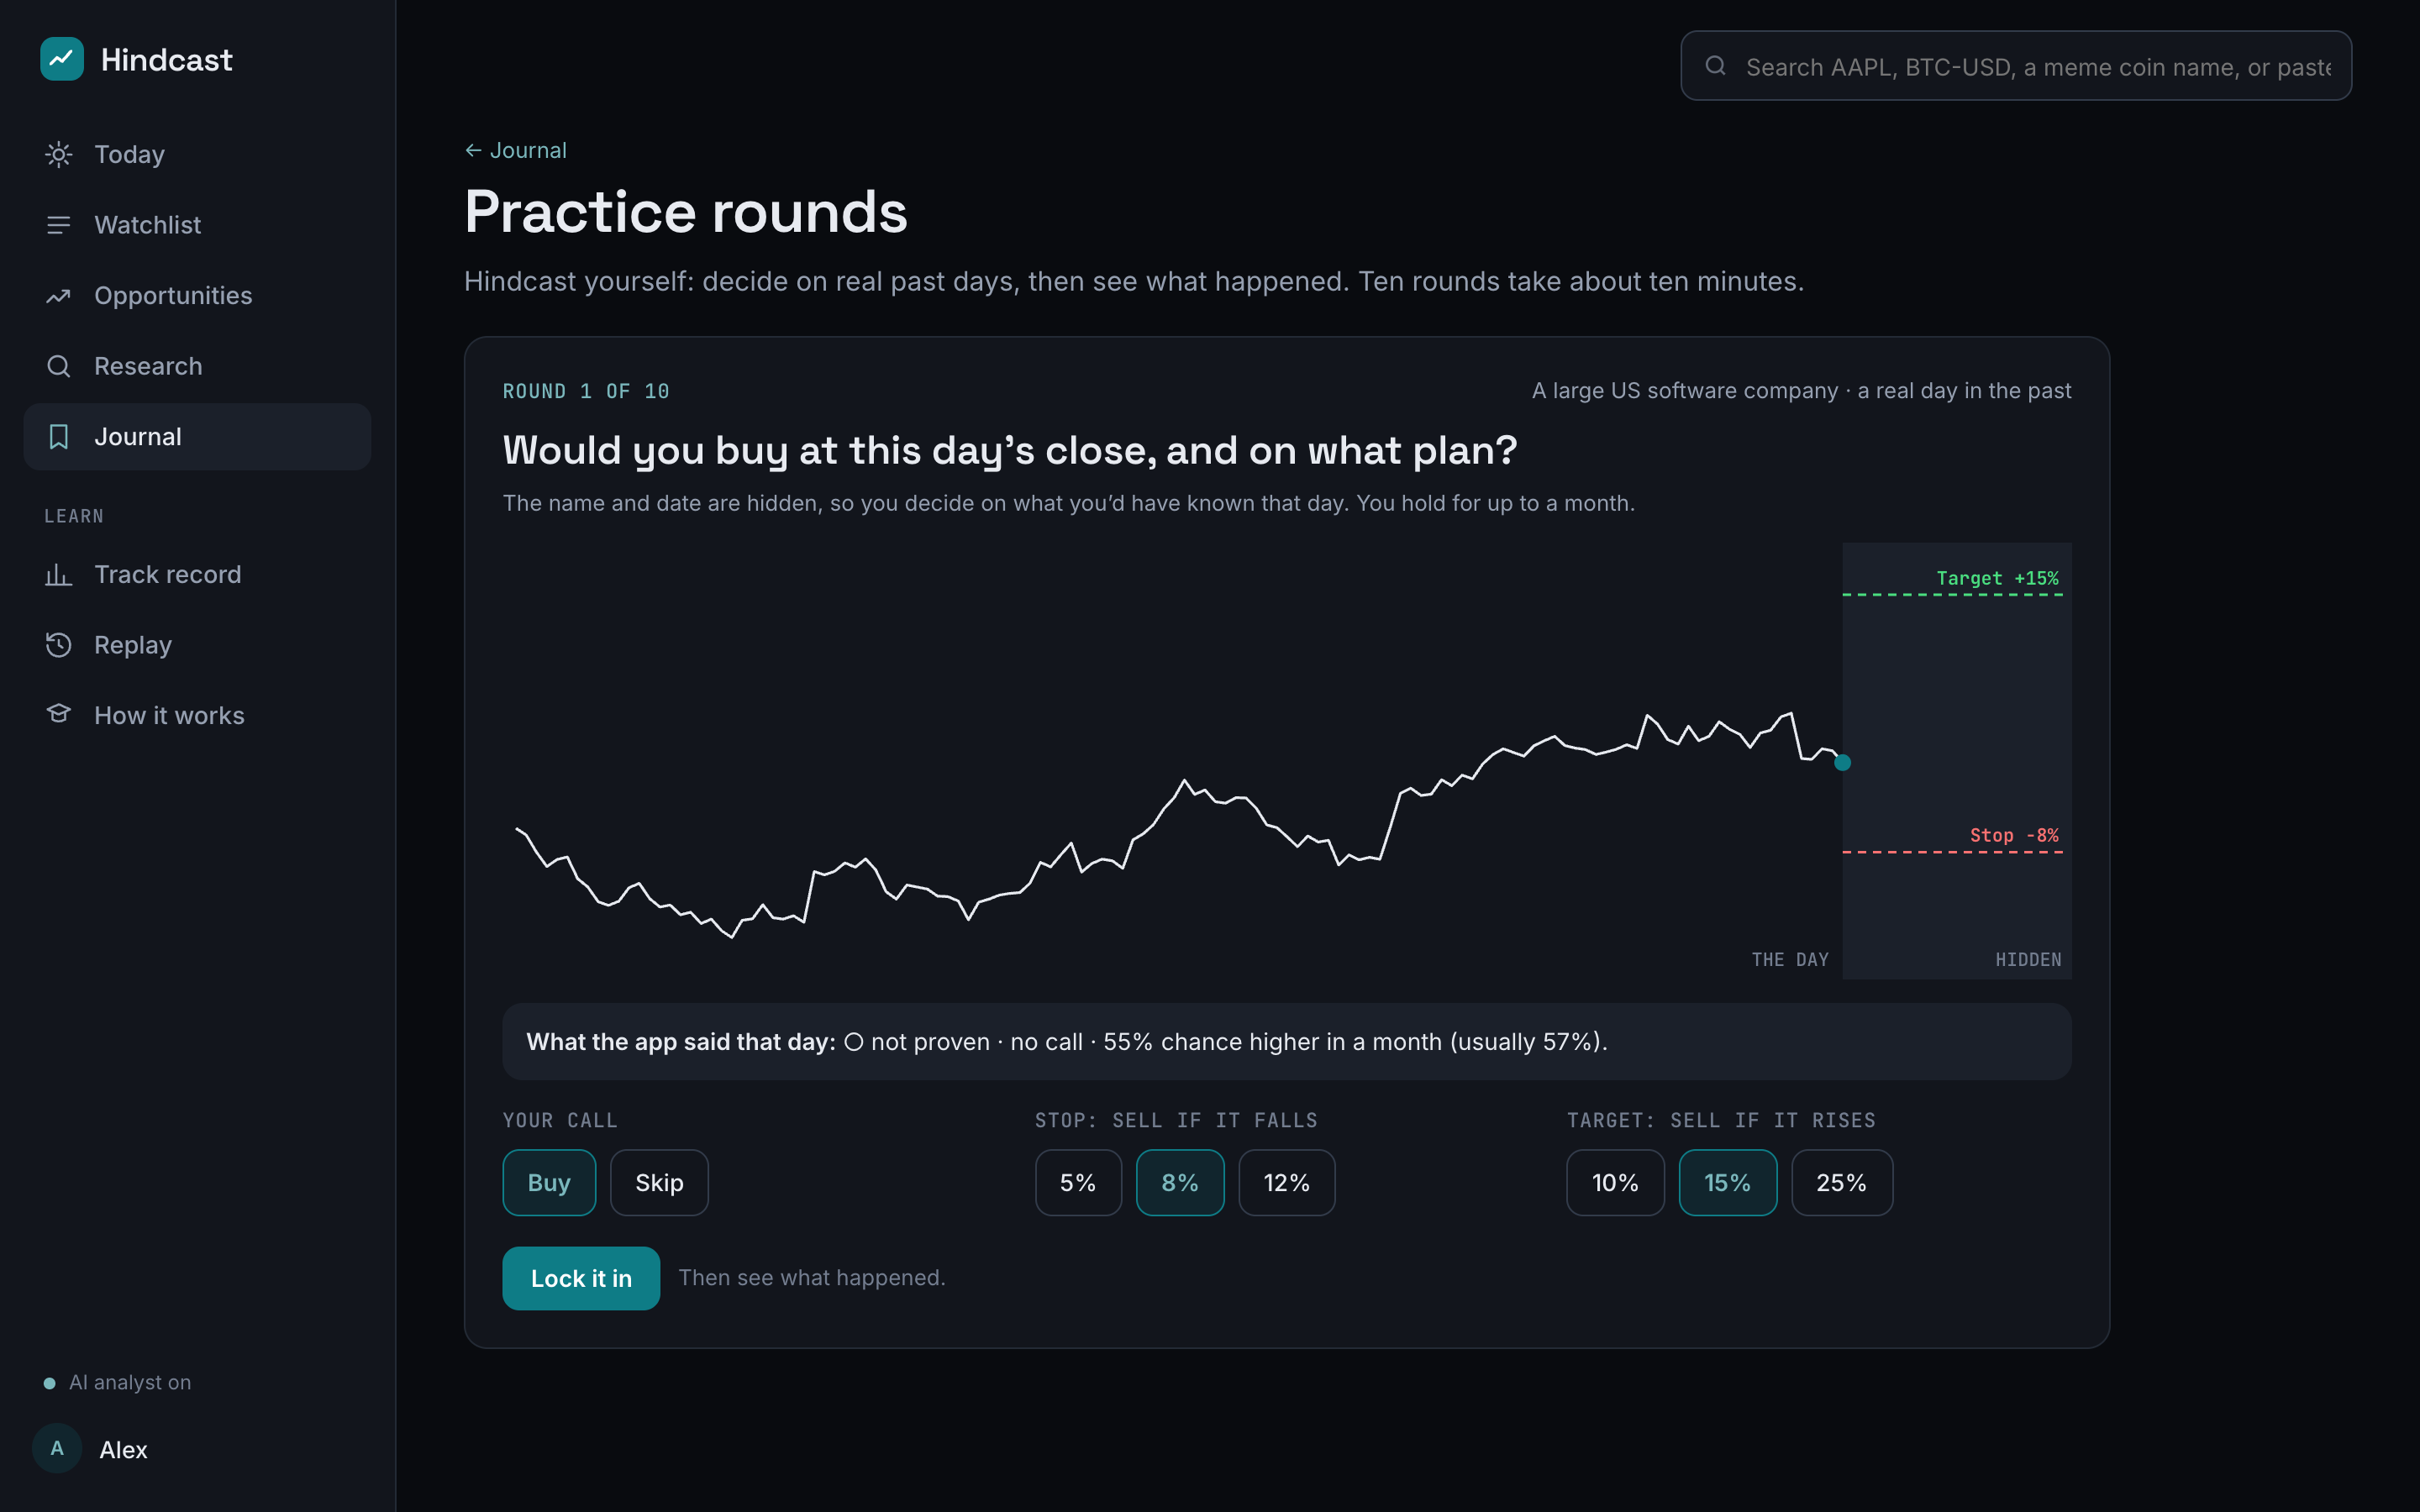 Hindcast
Search AAPL, BTC-USD, a meme coin name, or paste
Today
Watchlist
Opportunities
Research
Journal
LEARN
Track record
Replay
How it works
AI analyst on
A
Alex
← Journal
Practice rounds
Hindcast yourself: decide on real past days, then see what happened. Ten rounds take about ten minutes.
ROUND 1 OF 10
A large US software company · a real day in the past
Would you buy at this day’s close, and on what plan?
The name and date are hidden, so you decide on what you’d have known that day. You hold for up to a month.
Target +15%
Stop -8%
THE DAY
HIDDEN
What the app said that day: ○ not proven · no call · 55% chance higher in a month (usually 57%).
YOUR CALL
Buy
Skip
STOP: SELL IF IT FALLS
5%
8%
12%
TARGET: SELL IF IT RISES
10%
15%
25%
Lock it in
Then see what happened.